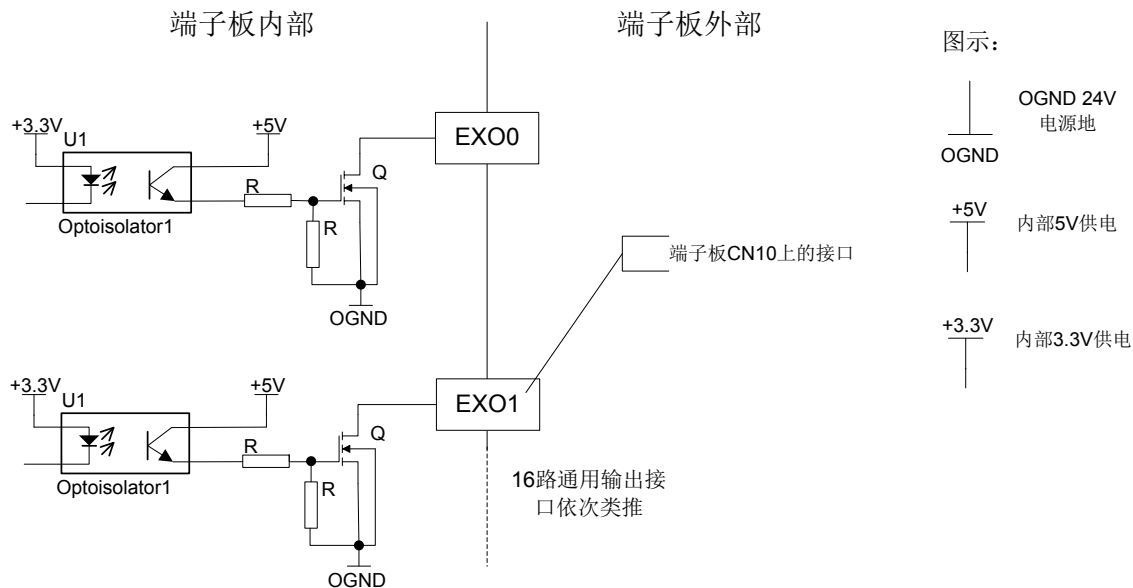 端子板内部
端子板外部
图示：
+3.3V
U1
+5V
EXO0
Q
R
R
Optoisolator1
OGND
OGND 24V
电源地
OGND
+5V
内部5V供电
端子板CN10上的接口
+3.3V
内部3.3V供电
+3.3V
U1
+5V
EXO1
Q
R
R
Optoisolator1
OGND
16路通用输出接
口依次类推